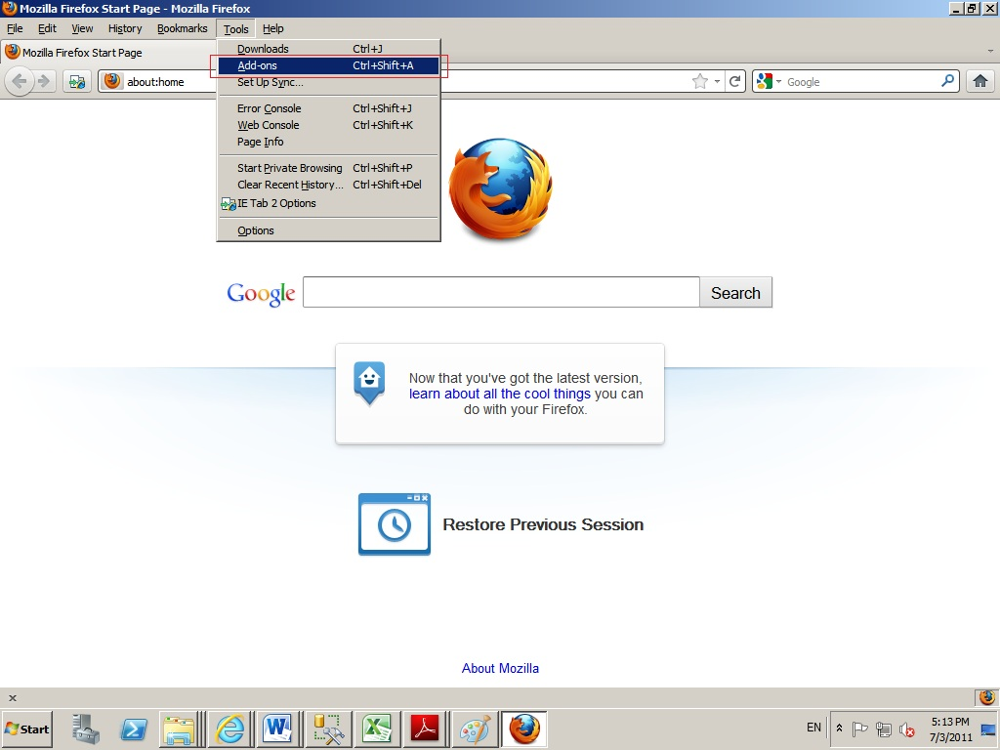 Mozilla Firefox Start Page - Mozilla Firefox
File Edit View History Bookmarks Tools Help
Mozilla Firefox Start Page
about:home
Google
Downloads Ctrl+J
Add-ons Ctrl+Shift+A
Set Up Sync...
Error Console Ctrl+Shift+J
Web Console Ctrl+Shift+K
Page Info
Start Private Browsing Ctrl+Shift+P
Clear Recent History... Ctrl+Shift+Del
IE Tab 2 Options
Options
Google
Search
Now that you've got the latest version,
learn about all the cool things you can
do with your Firefox.
Restore Previous Session
About Mozilla
Start
EN
5:13 PM
7/3/2011